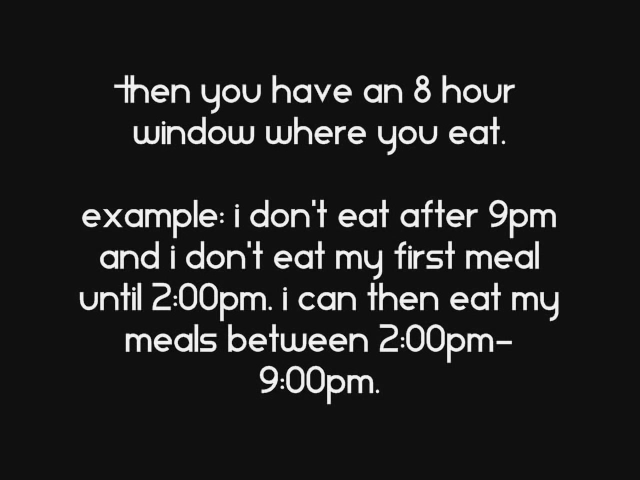 then you have an 8 hour
window where you eat.
example: i don't eat after 9pm
and i don't eat my first meal
until 2:00pm. i can then eat my
meals between 2:00pm-
9:00pm.